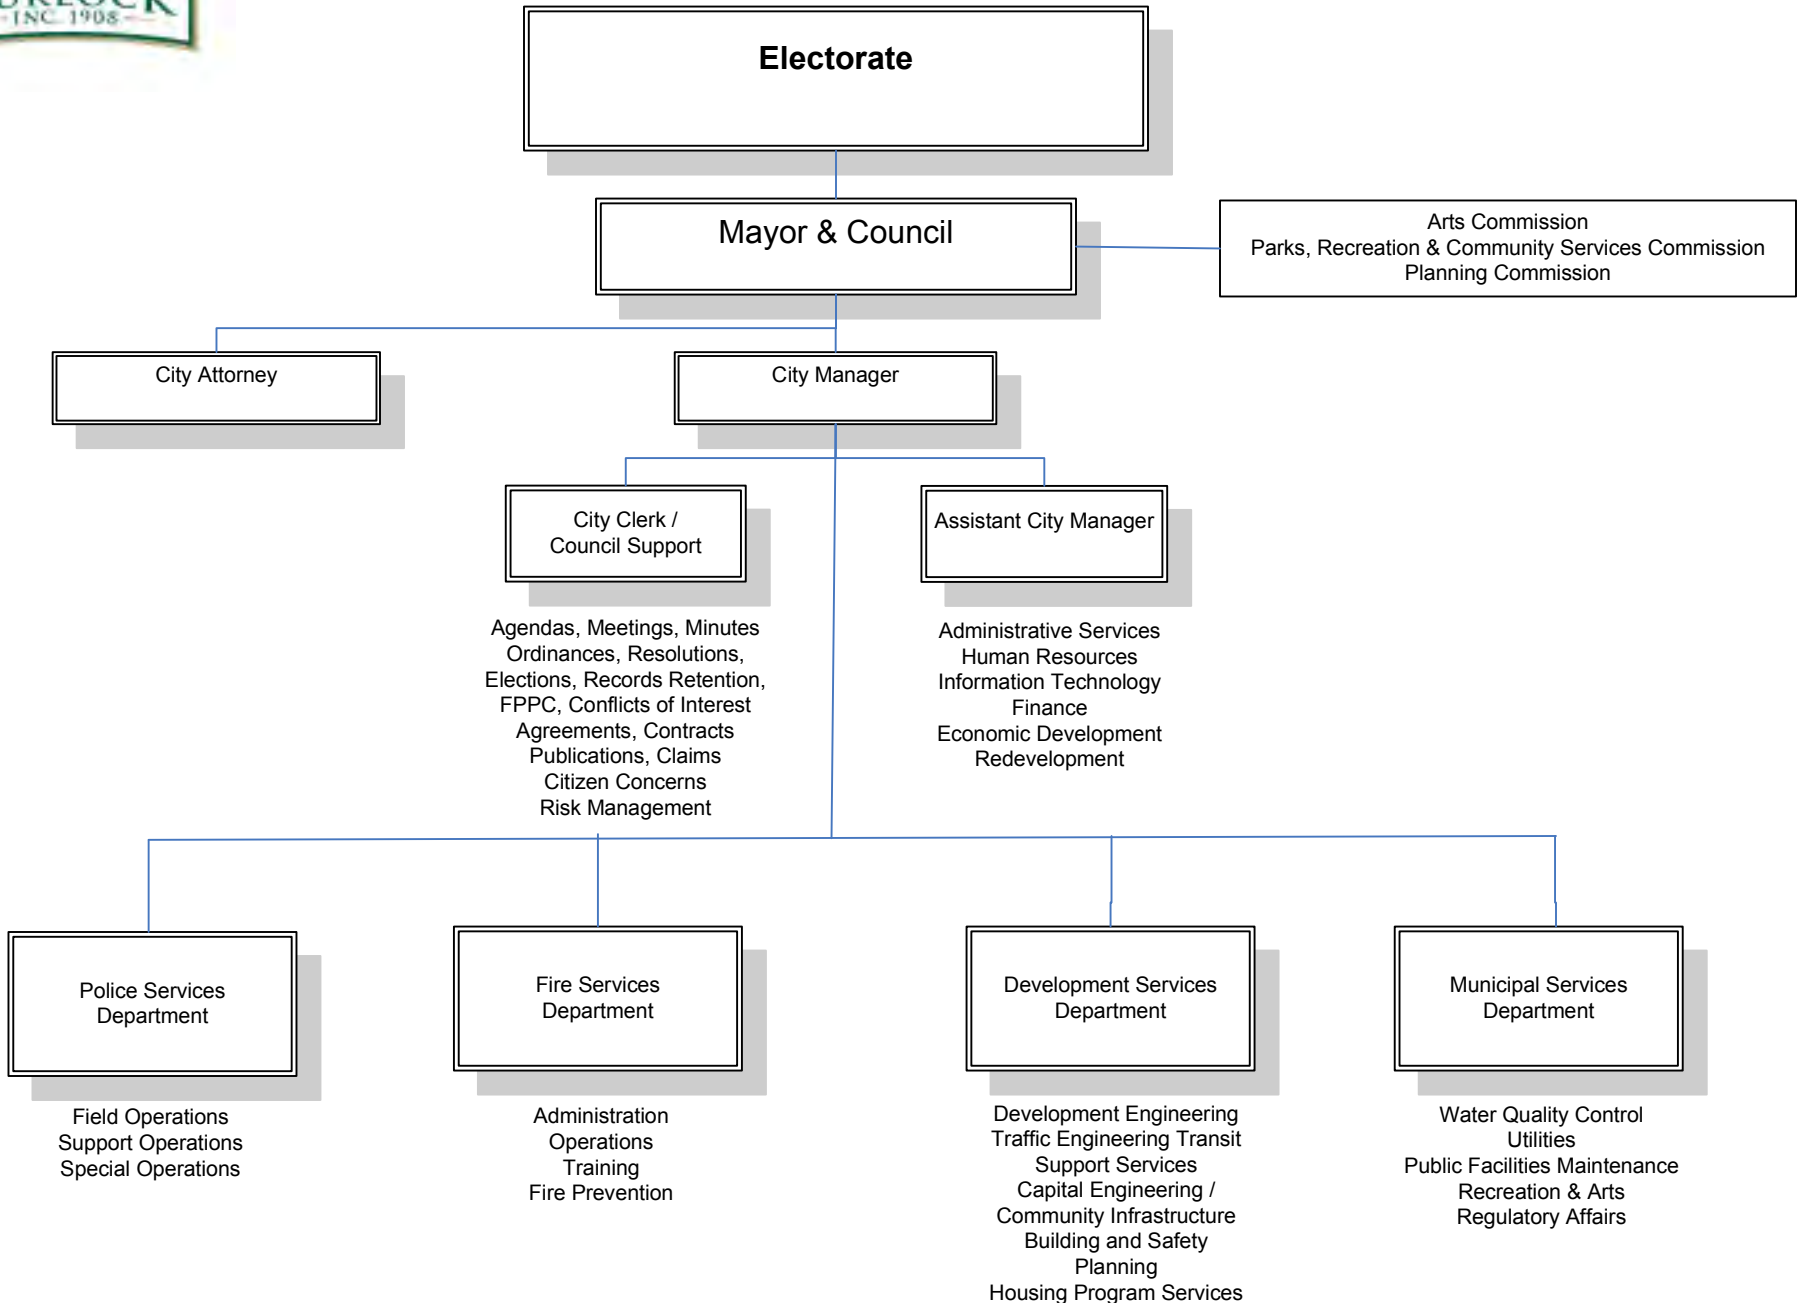 INC. 1908
Electorate
Mayor & Council
Arts Commission
Parks, Recreation & Community Services Commission
Planning Commission
City Attorney
City Manager
City Clerk /
Council Support
Assistant City Manager
Agendas, Meetings, Minutes
Ordinances, Resolutions,
Elections, Records Retention,
FPPC, Conflicts of Interest
Agreements, Contracts
Publications, Claims
Citizen Concerns
Risk Management
Administrative Services
Human Resources
Information Technology
Finance
Economic Development
Redevelopment
Police Services
Department
Fire Services
Department
Development Services
Department
Municipal Services
Department
Field Operations
Support Operations
Special Operations
Administration
Operations
Training
Fire Prevention
Development Engineering
Traffic Engineering Transit
Support Services
Capital Engineering /
Community Infrastructure
Building and Safety
Planning
Housing Program Services
Water Quality Control
Utilities
Public Facilities Maintenance
Recreation & Arts
Regulatory Affairs